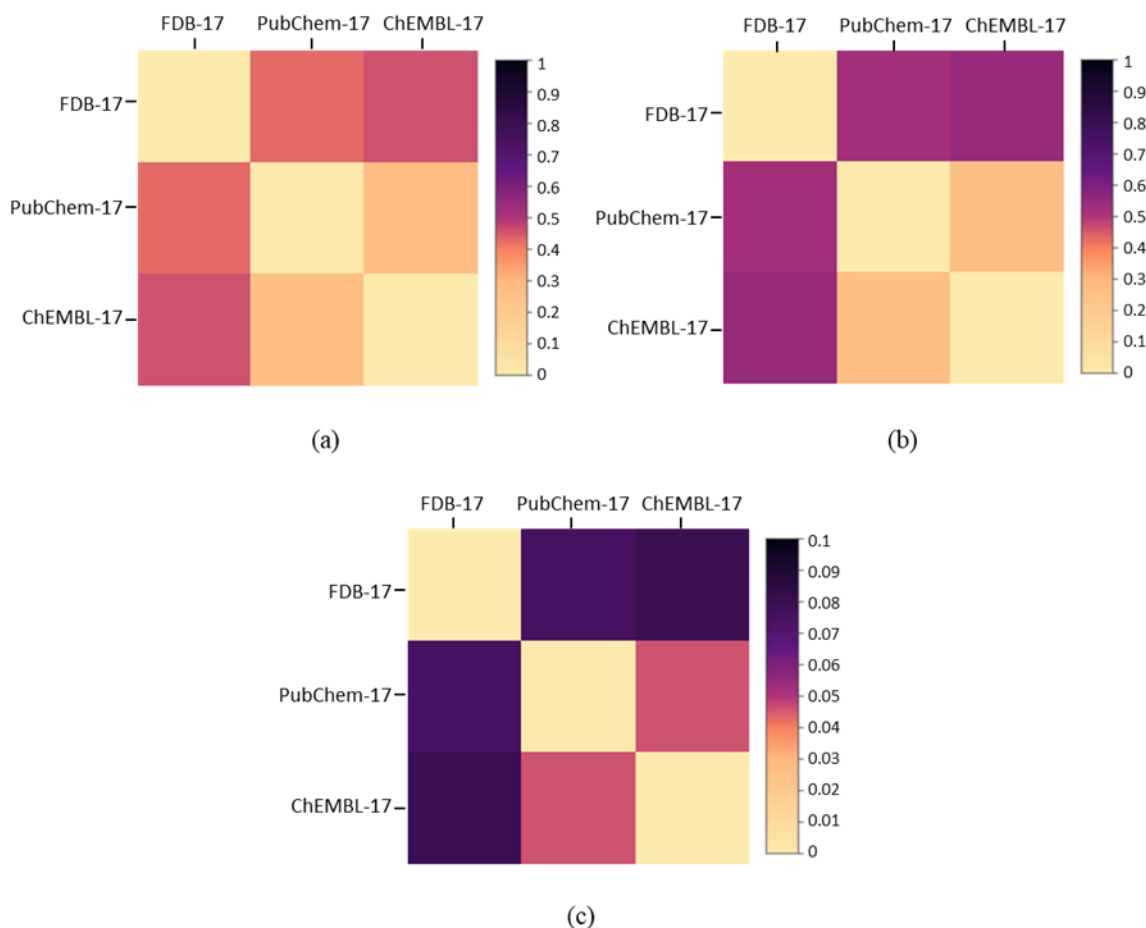 FDB-17 PubChem-17 ChEMBL-17
FDB-17
PubChem-17
ChEMBL-17
1
0.9
0.8
0.7
0.6
0.5
0.4
0.3
0.2
0.1
0
(a)
FDB-17 PubChem-17 ChEMBL-17
FDB-17
PubChem-17
ChEMBL-17
1
0.9
0.8
0.7
0.6
0.5
0.4
0.3
0.2
0.1
0
(b)
FDB-17 PubChem-17 ChEMBL-17
FDB-17
PubChem-17
ChEMBL-17
0.1
0.09
0.08
0.07
0.06
0.05
0.04
0.03
0.02
0.01
0
(c)